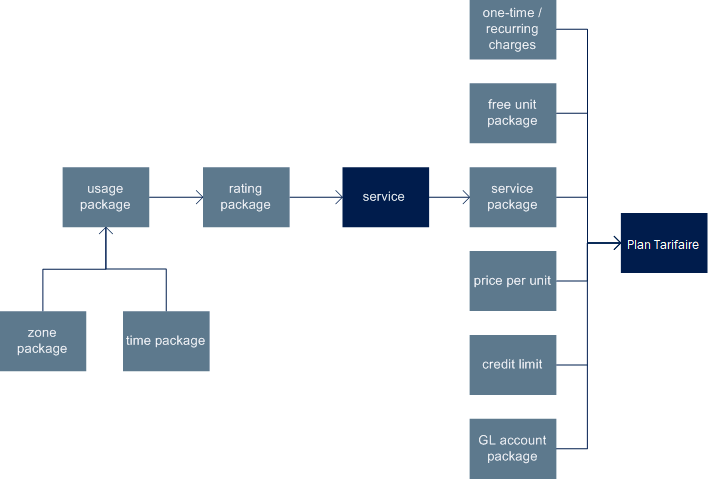 one-time /
recurring
charges
free unit
package
usage
package
rating
package
service
service
package
Plan Tarifaire
price per unit
zone
package
time package
credit limit
GL account
package